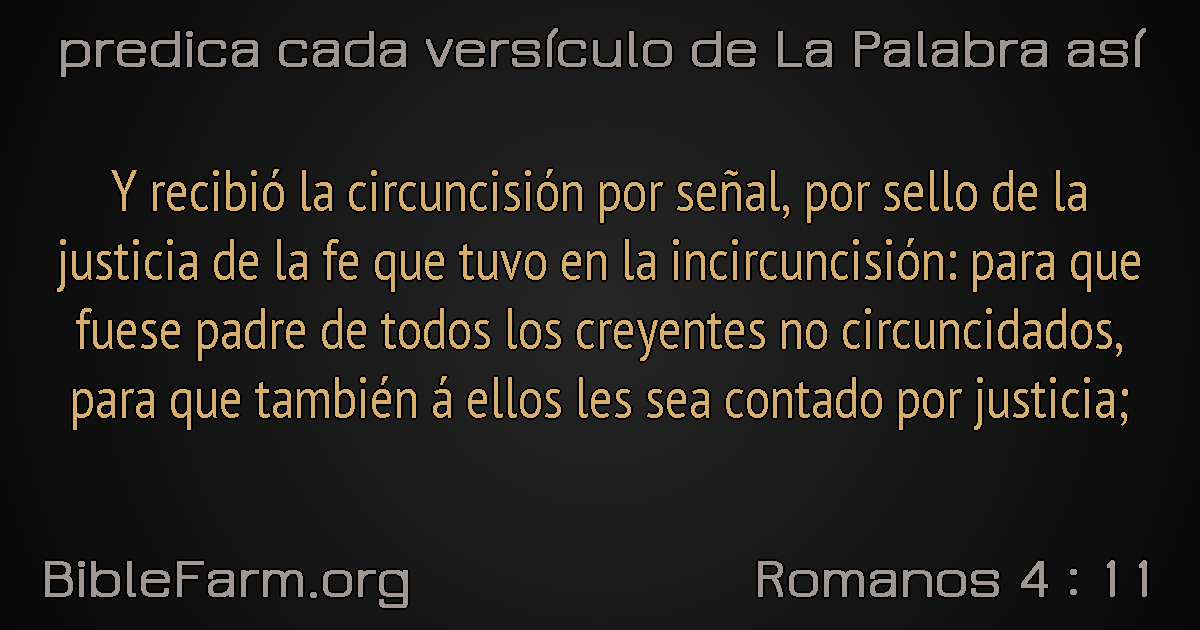 predica cada versículo de La Palabra así
Y recibió la circuncisión por señal, por sello de la
justicia de la fe que tuvo en la incircuncisión: para que
fuese padre de todos los creyentes no circuncidados,
para que también á ellos les sea contado por justicia;
BibleFarm.org
Romanos 4 : 11